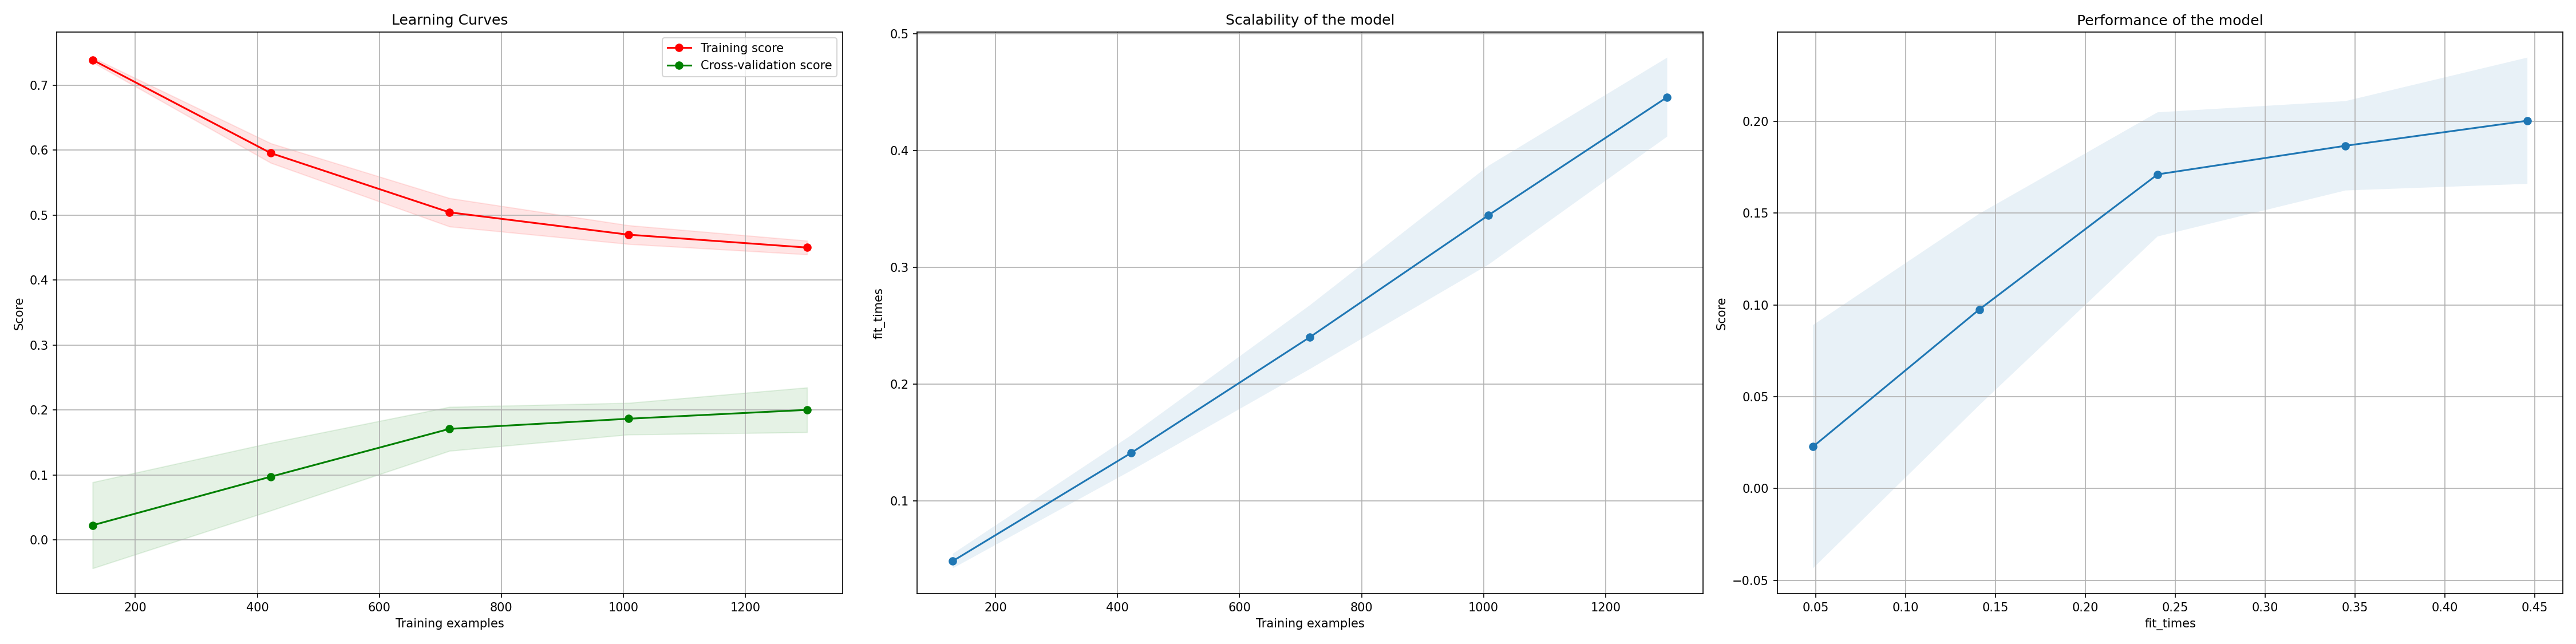 Learning Curves
Training score
Cross-validation score
0.7
0.6
0.5
0.4
0.3
0.2
0.1
0.0
Score
200 400 600 800 1000 1200
Training examples
Scalability of the model
0.5
0.4
0.3
0.2
0.1
fit_times
200 400 600 800 1000 1200
Training examples
Performance of the model
0.20
0.15
0.10
0.05
0.00
−0.05
Score
0.05 0.10 0.15 0.20 0.25 0.30 0.35 0.40 0.45
fit_times